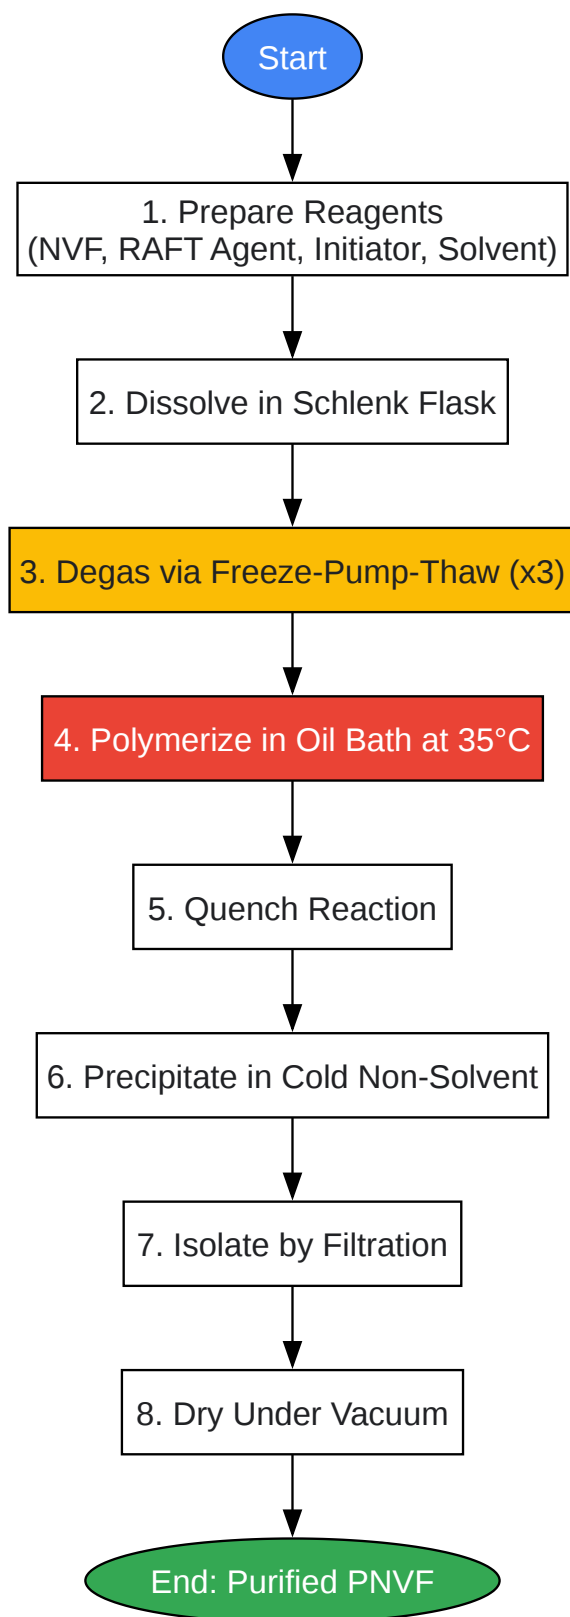 Start
1. Prepare Reagents
(NVF, RAFT Agent, Initiator, Solvent)
2. Dissolve in Schlenk Flask
3. Degas via Freeze-Pump-Thaw (x3)
4. Polymerize in Oil Bath at 35°C
5. Quench Reaction
6. Precipitate in Cold Non-Solvent
7. Isolate by Filtration
8. Dry Under Vacuum
End: Purified PNVF